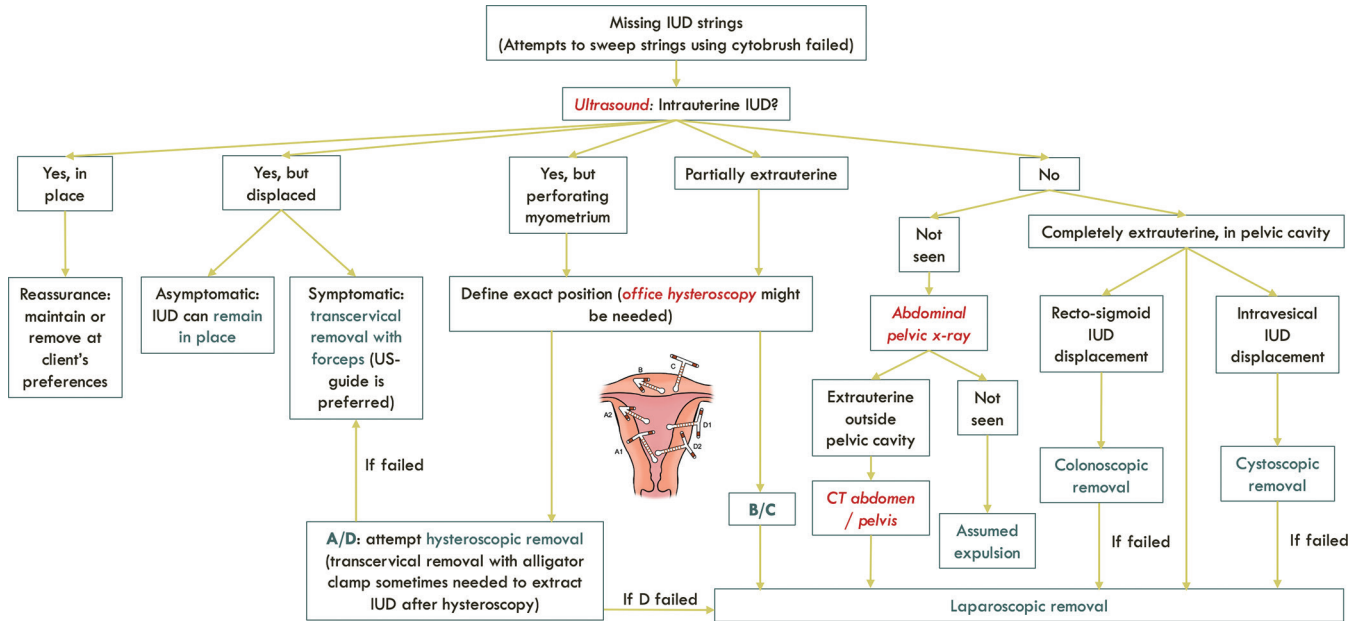 Missing IUD strings
(Attempts to sweep strings using cytobrush failed)
Ultrasound: Intrauterine IUD?
Yes, in
place
Yes, but
displaced
Yes, but
perforating
myometrium
Partially extrauterine
No
Not
seen
Completely extrauterine, in pelvic cavity
Reassurance:
maintain or
remove at
client's
preferences
Asymptomatic:
IUD can remain
in place
Symptomatic:
transcervical
removal with
forceps (US-
guide is
preferred)
Define exact position (office hysteroscopy might
be needed)
Abdominal
pelvic x-ray
Recto-sigmoid
IUD
displacement
Intravesical
IUD
displacement
B
C
A2
A1
D1
D2
Extrauterine
outside
pelvic cavity
Not
seen
If failed
Colonoscopic
removal
Cystoscopic
removal
B/C
CT abdomen
/ pelvis
Assumed
expulsion
If failed
If failed
A/D: attempt hysteroscopic removal
(transcervical removal with alligator
clamp sometimes needed to extract
IUD after hysteroscopy)
If D failed
Laparoscopic removal